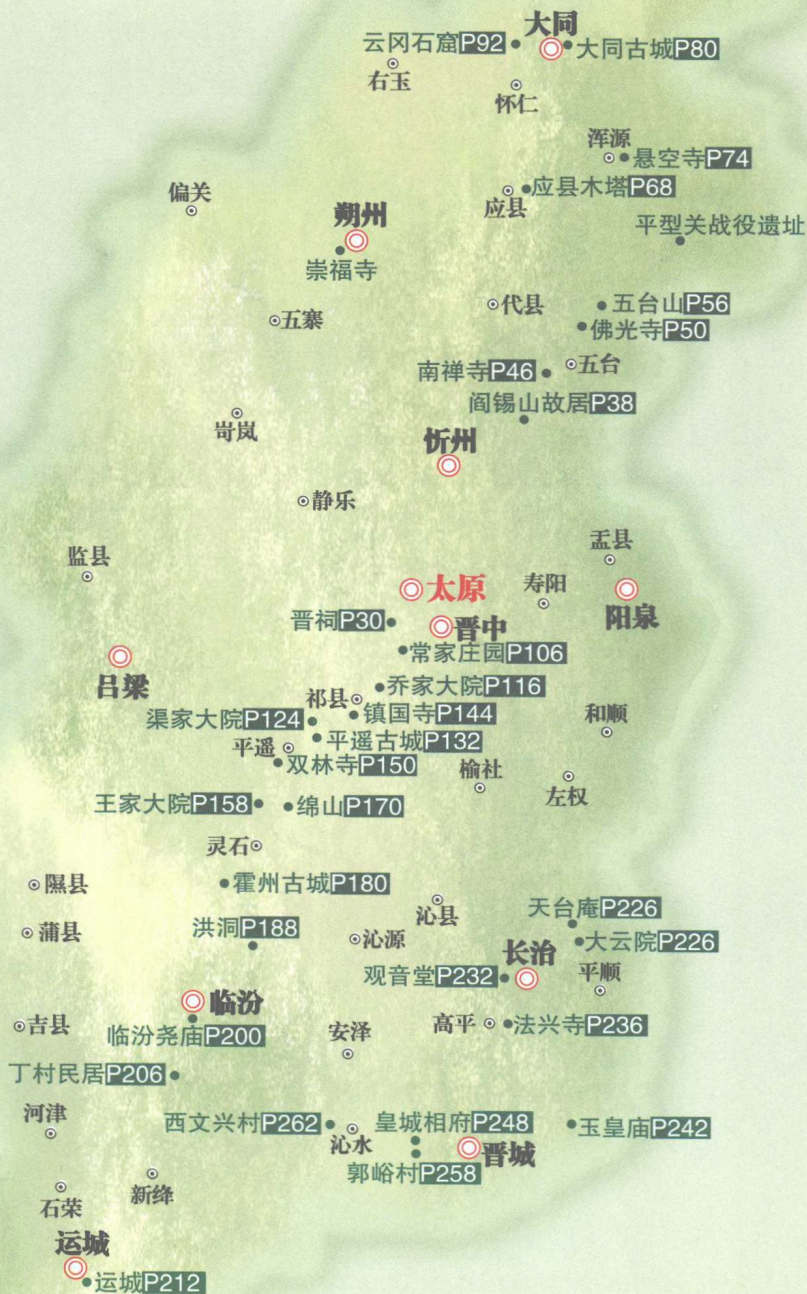 大同
云冈石窟P92
大同古城P80
右玉
怀仁
浑源
悬空寺P74
应县木塔P68
应县
偏关
朔州
平型关战役遗址
崇福寺
代县
五台山P56
五寨
佛光寺P50
五台
南禅寺P46
阎锡山故居P38
岢岚
忻州
静乐
盂县
监县
太原
寿阳
阳泉
晋祠P30
晋中
常家庄园P106
吕梁
乔家大院P116
祁县
镇国寺P144
渠家大院P124
和顺
平遥古城P132
平遥
双林寺P150
榆社
左权
王家大院P158
绵山P170
灵石
隰县
霍州古城P180
沁县
天台庵P226
蒲县
洪洞P188
沁源
大云院P226
长治
观音堂P232
平顺
临汾
吉县
临汾尧庙P200
安泽
高平
法兴寺P236
丁村民居P206
河津
西文兴村P262
沁水
皇城相府P248
玉皇庙P242
晋城
郭峪村P258
石荣
新绛
运城
运城P212